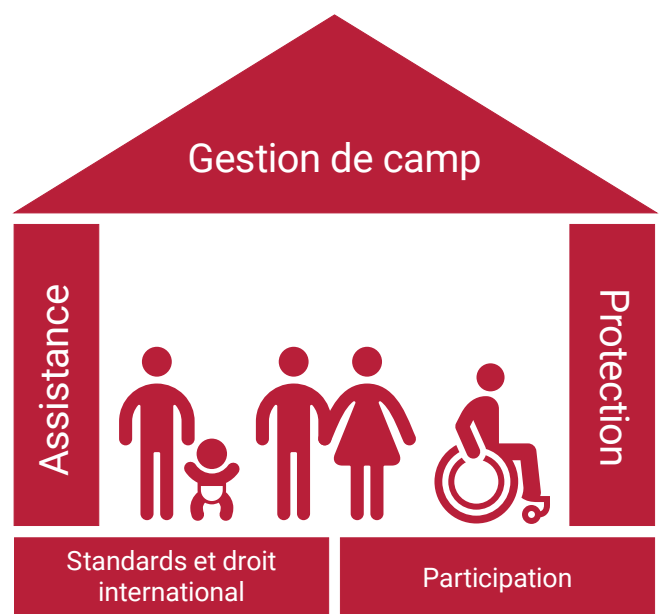 Gestion de camp
Assistance
Protection
Standards et droit
international
Participation